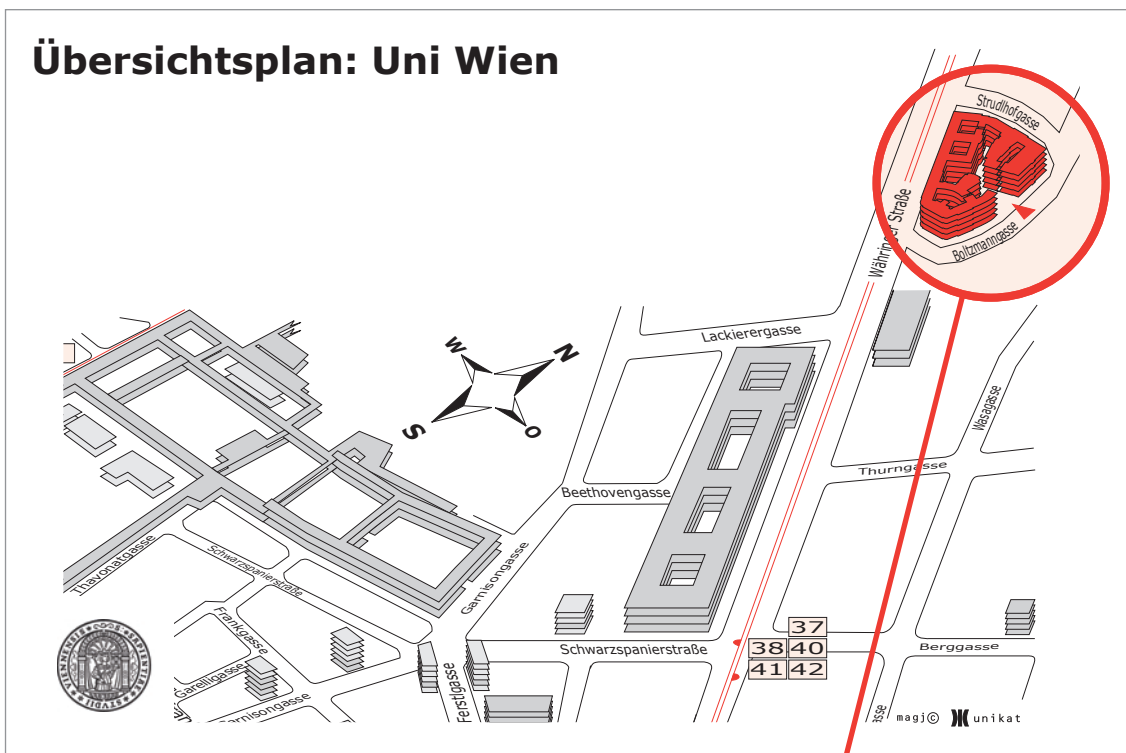 Übersichtsplan: Uni Wien
Strudlhofgasse
Währinger Straße
Boltzmanngasse
Lackierergasse
W
N
S
O
Wasagasse
Thurngasse
Beethovengasse
Thavonatgasse
Schwarzspanierstraße
Garnisongasse
Frankgasse
37
38 40
41 42
Schwarzspanierstraße
Berggasse
Garelligasse
Garnisongasse
Ferstlgasse
magj© unikat